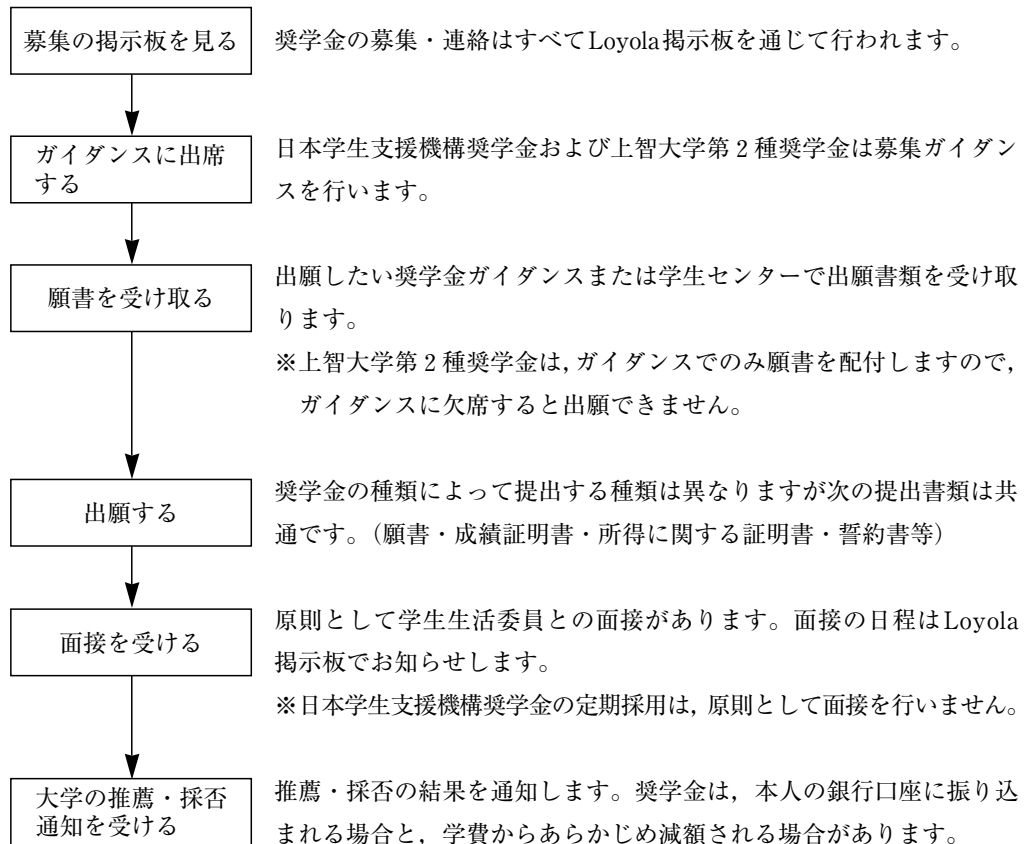 募集の掲示板を見る
奨学金の募集・連絡はすべてLoyola掲示板を通じて行われます。
ガイダンスに出席
する
日本学生支援機構奨学金および上智大学第2種奨学金は募集ガイダン
スを行います。
願書を受け取る
出願したい奨学金ガイダンスまたは学生センターで出願書類を受け取
ります。
※上智大学第2種奨学金は，ガイダンスでのみ願書を配付しますので，
ガイダンスに欠席すると出願できません。
出願する
奨学金の種類によって提出する種類は異なりますが次の提出書類は共
通です。（願書・成績証明書・所得に関する証明書・誓約書等）
面接を受ける
原則として学生生活委員との面接があります。面接の日程はLoyola
掲示板でお知らせします。
※日本学生支援機構奨学金の定期採用は，原則として面接を行いません。
大学の推薦・採否
通知を受ける
推薦・採否の結果を通知します。奨学金は，本人の銀行口座に振り込
まれる場合と，学費からあらかじめ減額される場合があります。